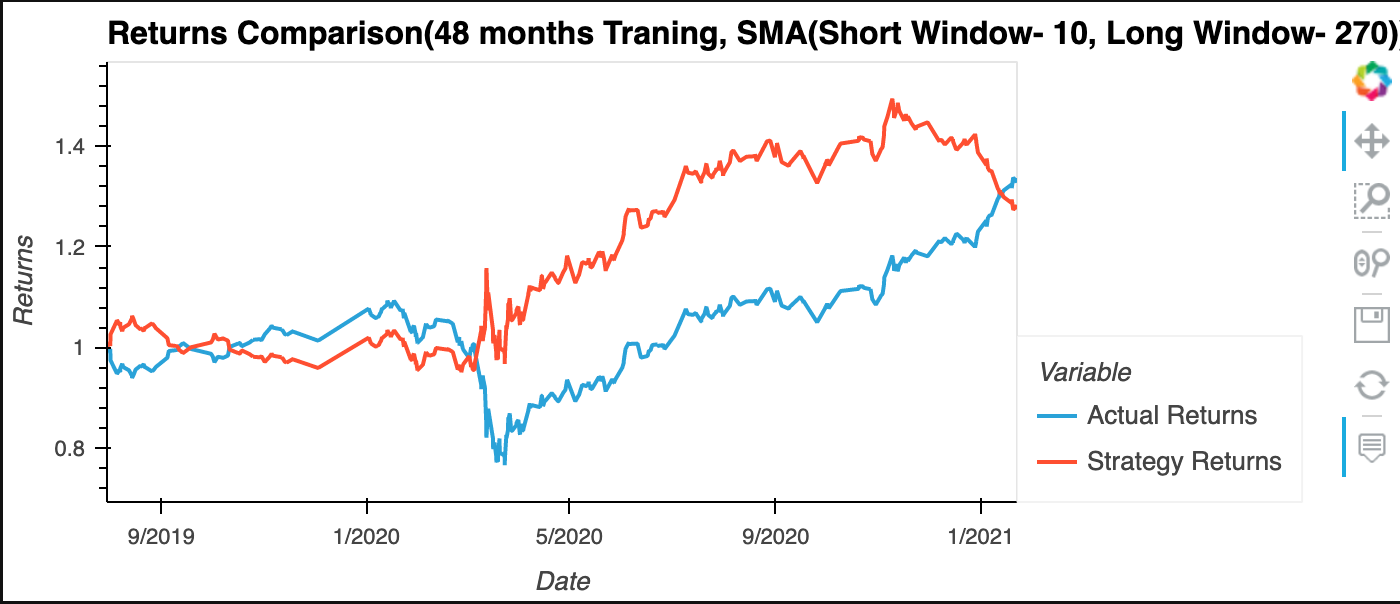 Returns Comparison(48 months Traning, SMA(Short Window- 10, Long Window- 270)
Returns
1.4
1.2
1
0.8
9/2019
1/2020
5/2020
9/2020
1/2021
Date
Variable
Actual Returns
Strategy Returns